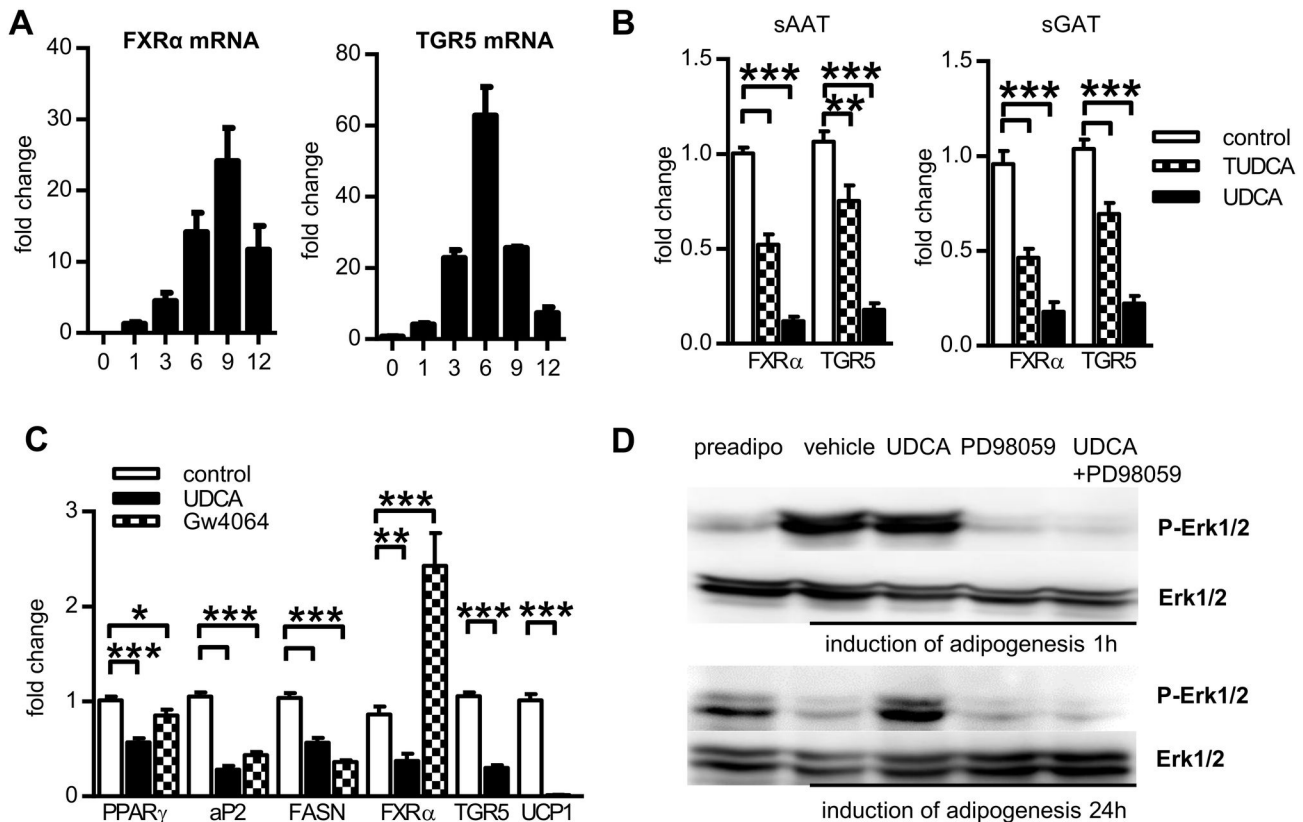 A
FXRα mRNA
fold change
40
30
20
10
0
0 1 3 6 9 12
TGR5 mRNA
fold change
80
60
40
20
0
0 1 3 6 9 12
B
sAAT
fold change
1.5
1.0
0.5
0.0
*** ***
**
FXRα TGR5
sGAT
fold change
1.5
1.0
0.5
0.0
*** ***
FXRα TGR5
control
TUDCA
UDCA
C
control
UDCA
Gw4064
fold change
3
2
1
0
*
***
***
***
***
**
***
***
PPARγ aP2 FASN FXRα TGR5 UCP1
D
preadipo vehicle UDCA PD98059 UDCA
+PD98059
P-Erk1/2
Erk1/2
induction of adipogenesis 1h
P-Erk1/2
Erk1/2
induction of adipogenesis 24h